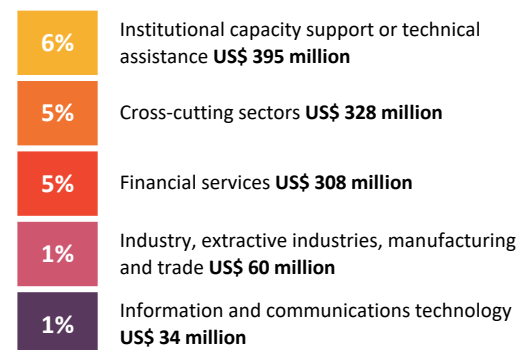 6%
Institutional capacity support or technical
assistance US$ 395 million
5%
Cross-cutting sectors US$ 328 million
5%
Financial services US$ 308 million
1%
Industry, extractive industries, manufacturing
and trade US$ 60 million
1%
Information and communications technology
US$ 34 million